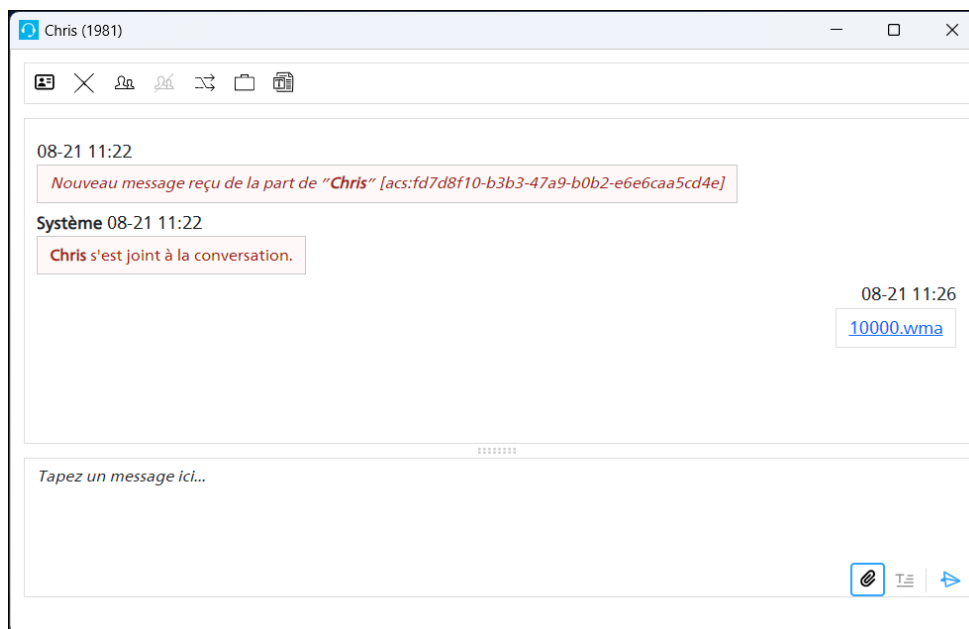 Chris (1981)
08-21 11:22
Nouveau message reçu de la part de "Chris" [acs:fd7d8f10-b3b3-47a9-b0b2-e6e6caa5cd4e]
Système 08-21 11:22
Chris s'est joint à la conversation.
08-21 11:26
10000.wma
Tapez un message ici...